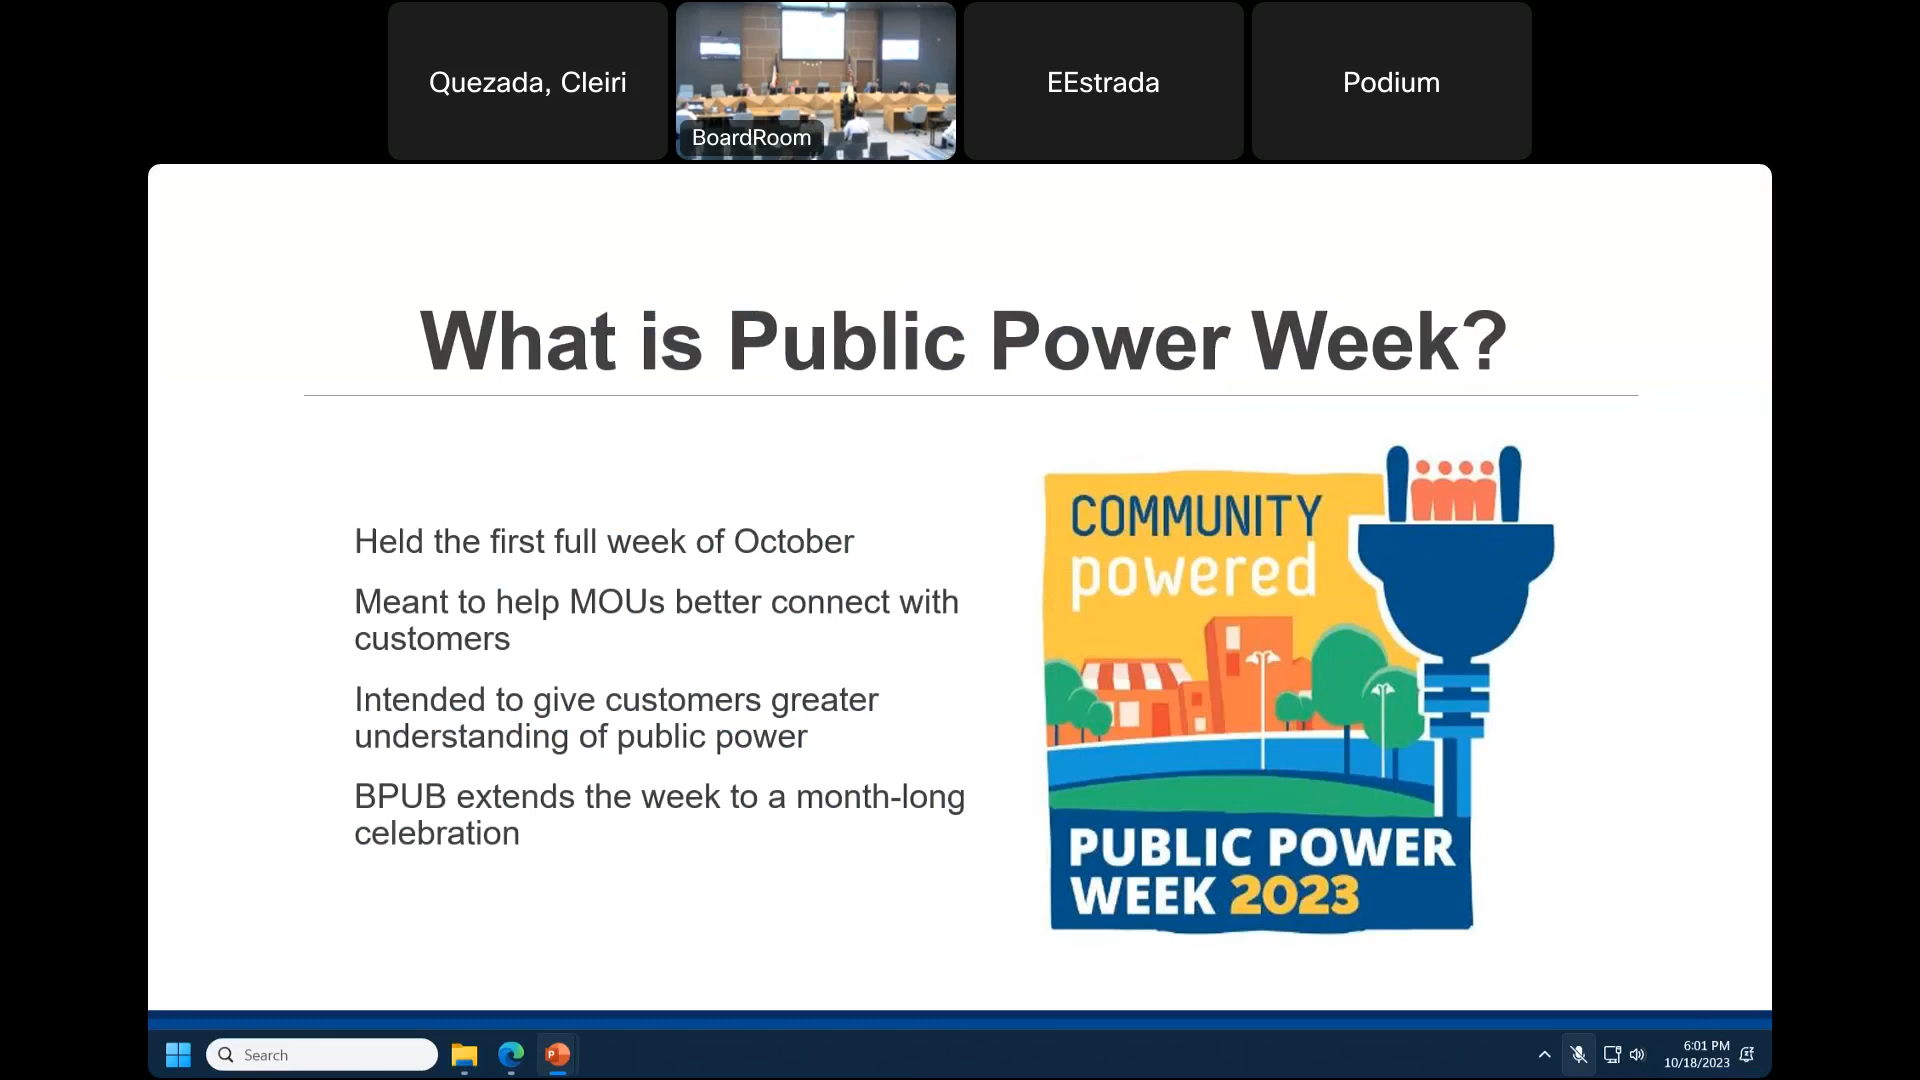 Quezada, Cleiri
BoardRoom
EEstrada
Podium
What is Public Power Week?
Held the first full week of October
Meant to help MOUs better connect with
customers
Intended to give customers greater
understanding of public power
BPUB extends the week to a month-long
celebration
COMMUNITY
powered
PUBLIC POWER
WEEK 2023
Search
6:01 PM
10/18/2023